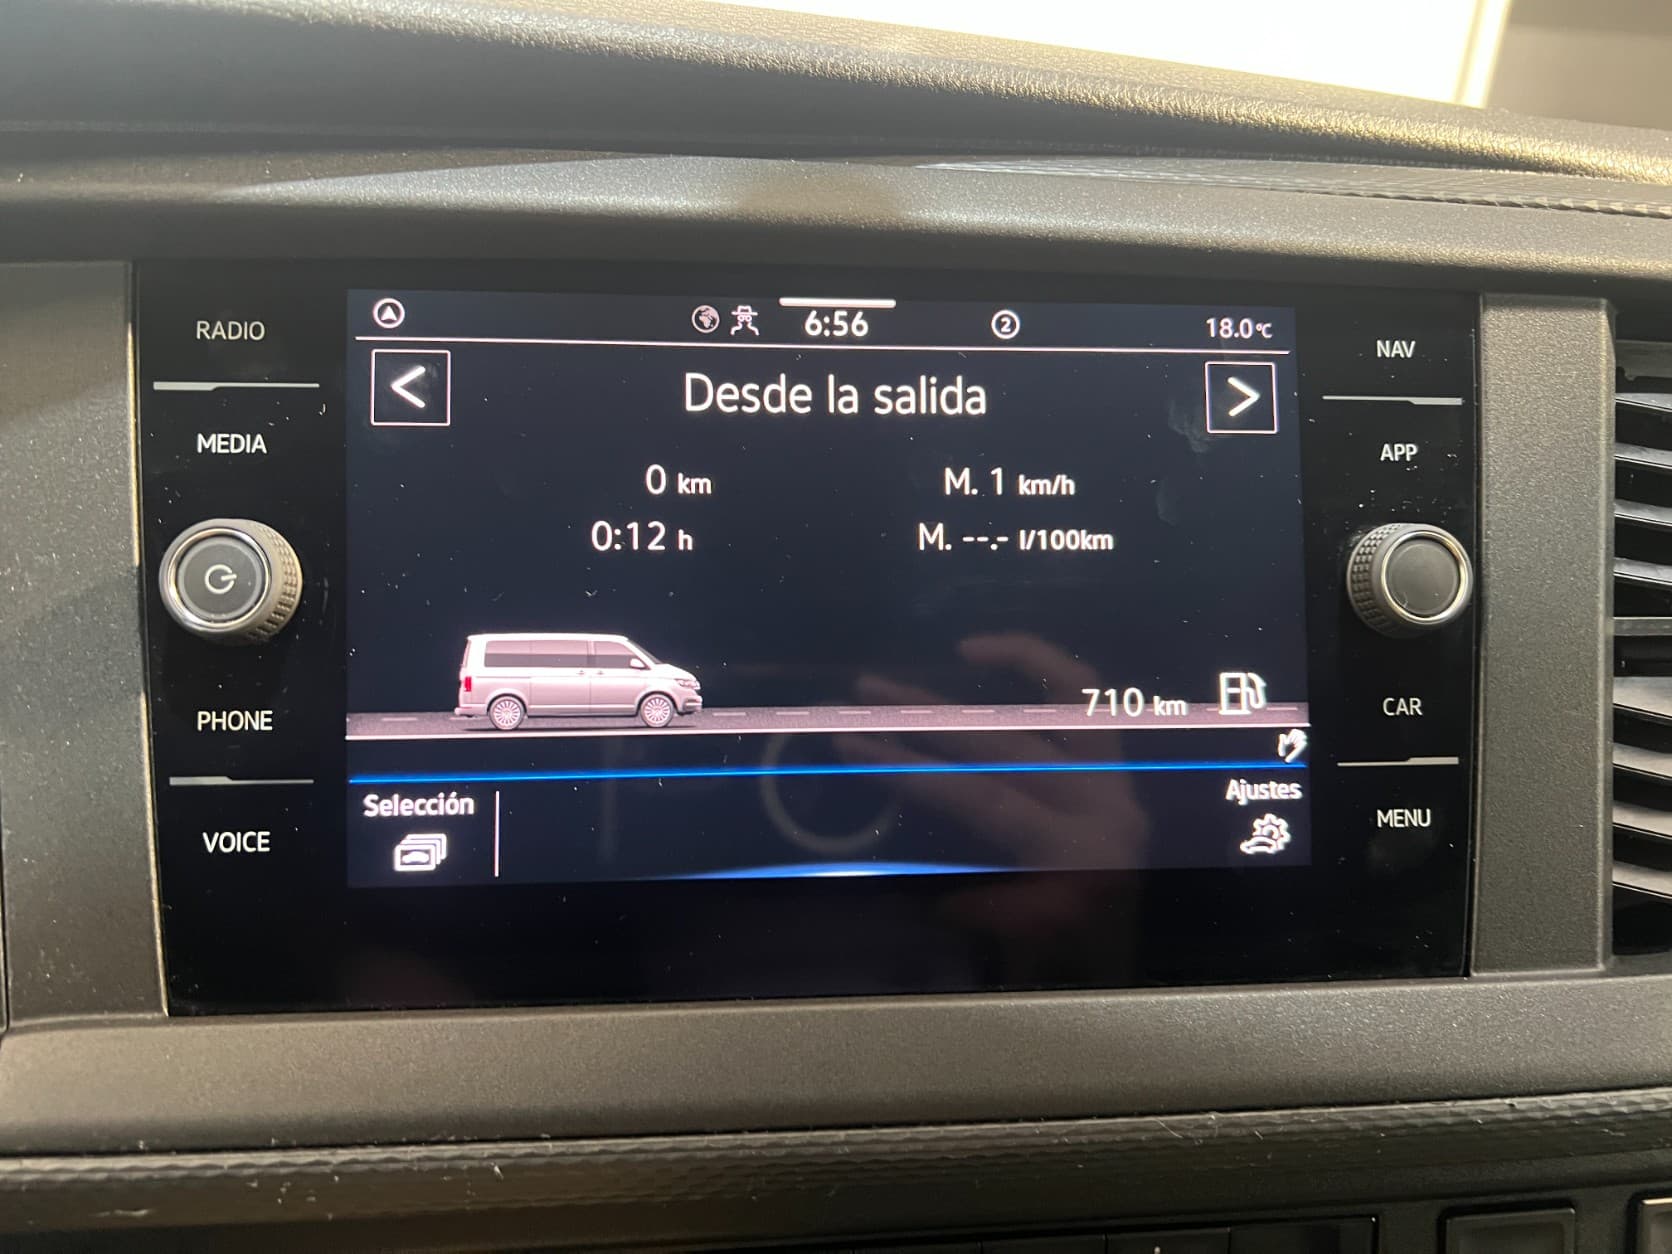 RADIO
MEDIA
PHONE
VOICE
6:56
2
18.0°C
<
Desde la salida
>
0 km
M. 1 km/h
0:12 h
M. --.- l/100km
710 km
Selección
Ajustes
NAV
APP
CAR
MENU